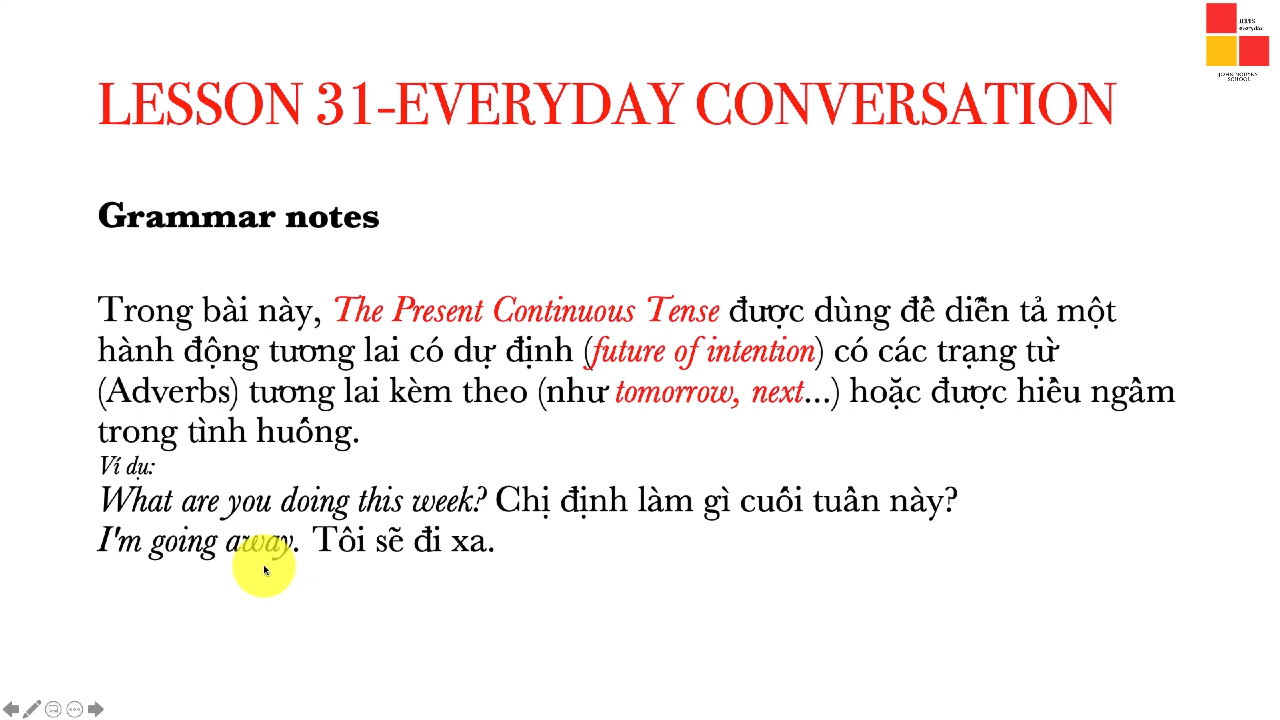 LESSON 31-EVERYDAY CONVERSATION
Grammar notes
Trong bài này, The Present Continuous Tense được dùng để diễn tả một
hành động tương lai có dự định (future of intention) có các trạng từ
(Adverbs) tương lai kèm theo (như tomorrow, next...) hoặc được hiểu ngầm
trong tình huống.
Ví dụ:
What are you doing this week? Chị định làm gì cuối tuần này?
I'm going away. Tôi sẽ đi xa.
everyday
SCHOOL